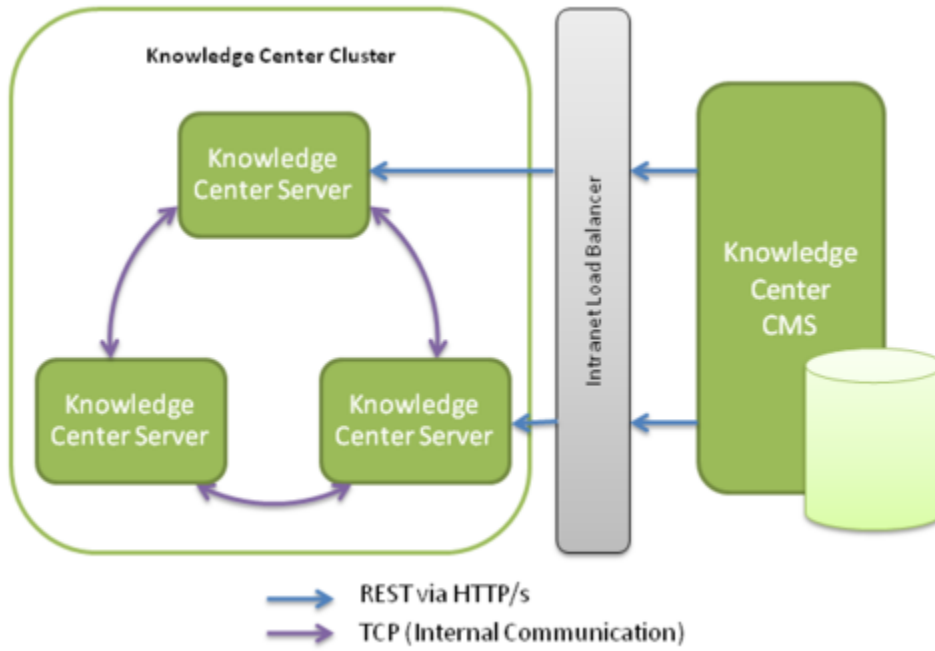 Knowledge Center Cluster
Knowledge
Center Server
Knowledge
Center Server
Knowledge
Center Server
Intranet Load Balancer
Knowledge
Center
CMS
REST via HTTP/s
TCP (Internal Communication)